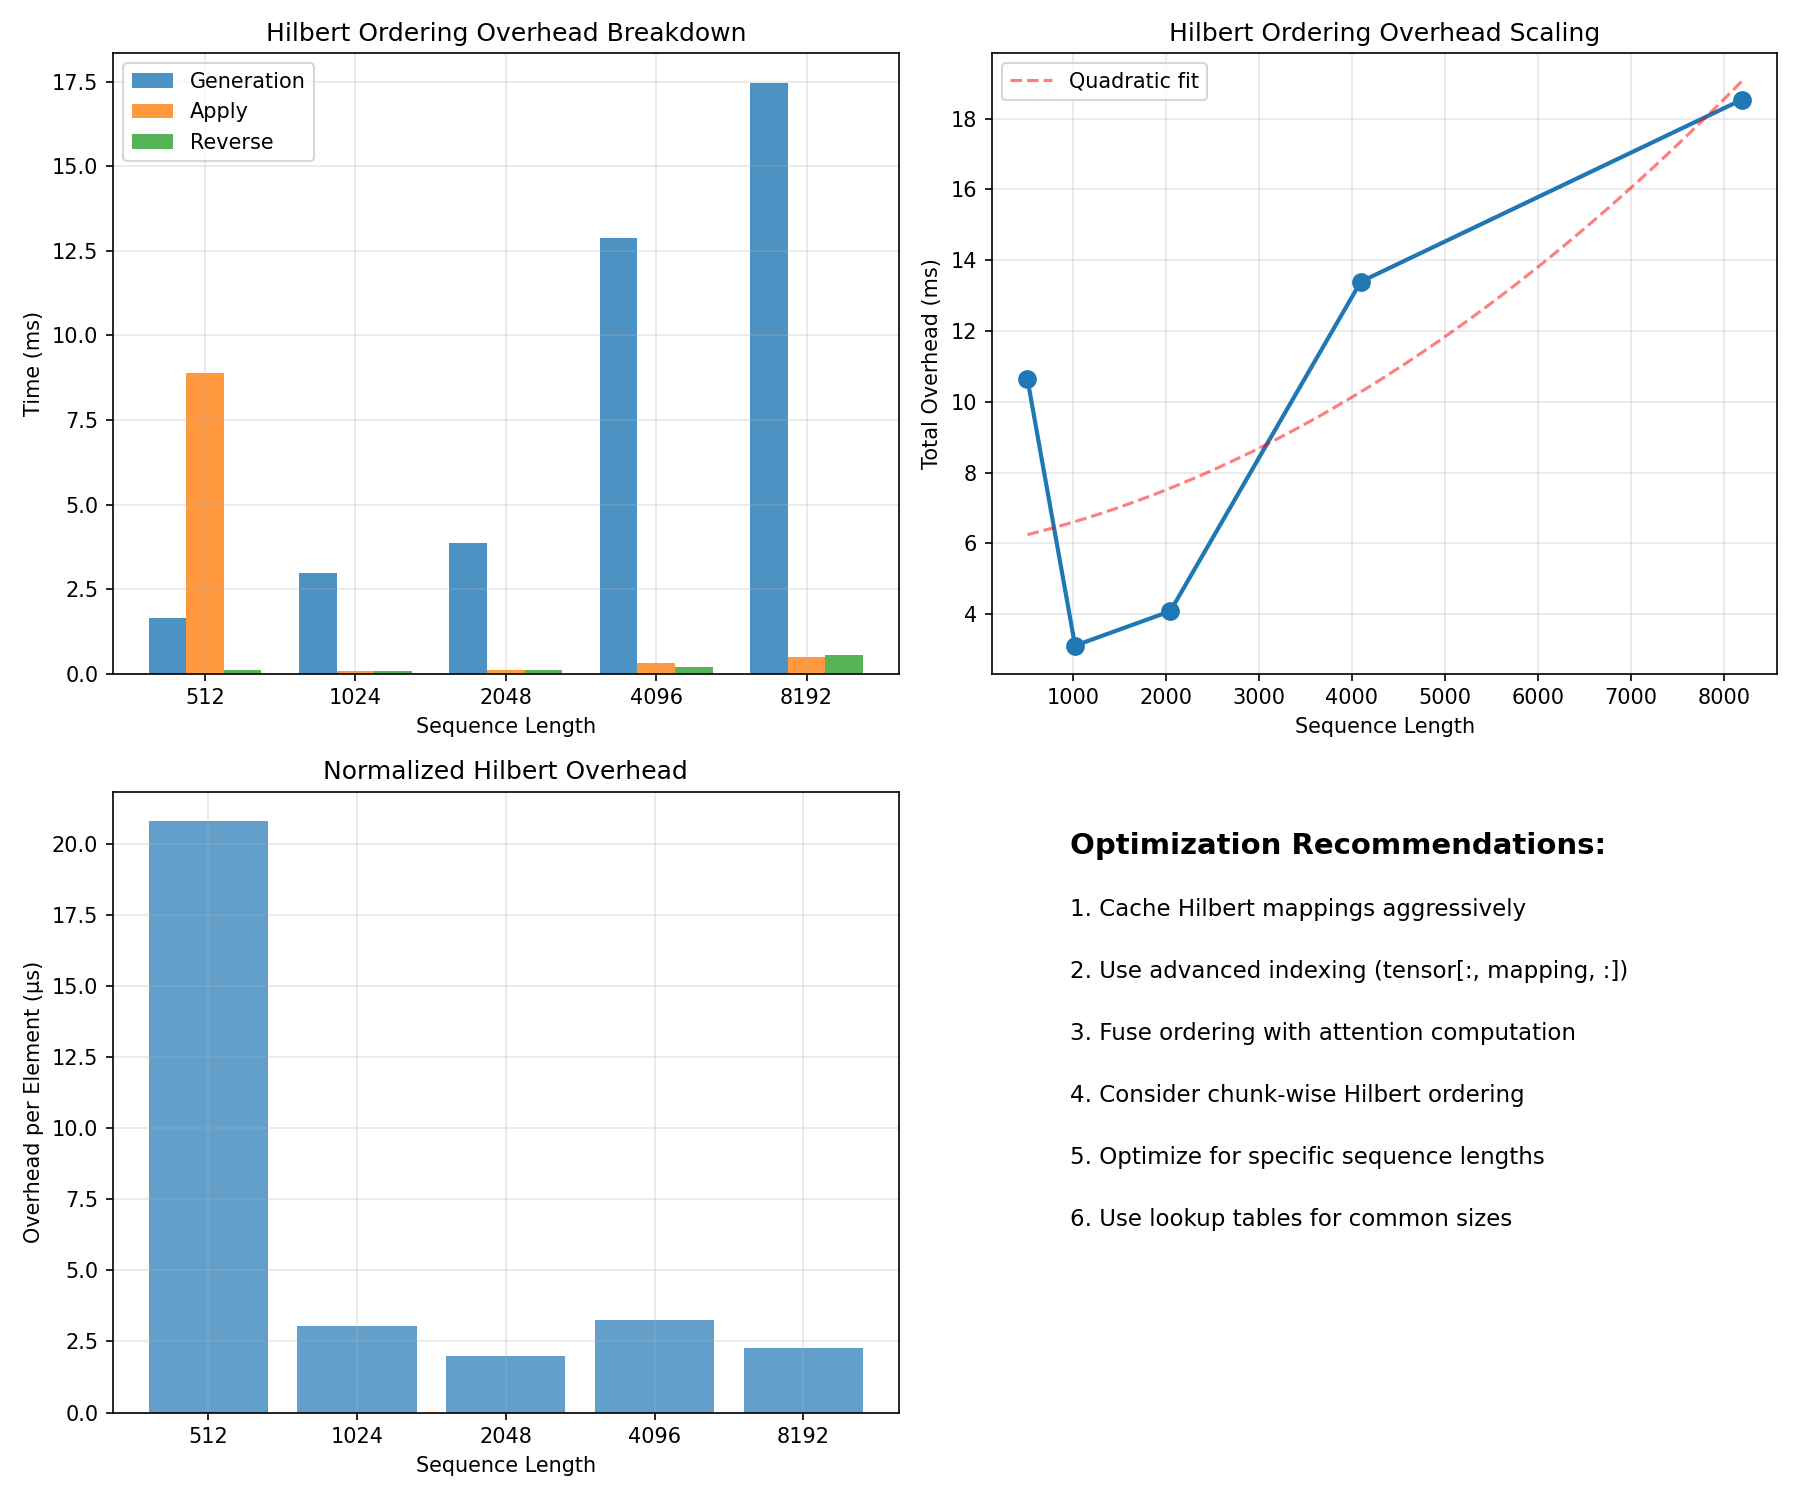 Hilbert Ordering Overhead Breakdown
Generation
Apply
Reverse
17.5
15.0
12.5
10.0
7.5
5.0
2.5
0.0
Time (ms)
512 1024 2048 4096 8192
Sequence Length
Hilbert Ordering Overhead Scaling
Quadratic fit
18
16
14
12
10
8
6
4
Total Overhead (ms)
1000 2000 3000 4000 5000 6000 7000 8000
Sequence Length
Normalized Hilbert Overhead
20.0
17.5
15.0
12.5
10.0
7.5
5.0
2.5
0.0
Overhead per Element (µs)
512 1024 2048 4096 8192
Sequence Length
Optimization Recommendations:
1. Cache Hilbert mappings aggressively
2. Use advanced indexing (tensor[:, mapping, :])
3. Fuse ordering with attention computation
4. Consider chunk-wise Hilbert ordering
5. Optimize for specific sequence lengths
6. Use lookup tables for common sizes